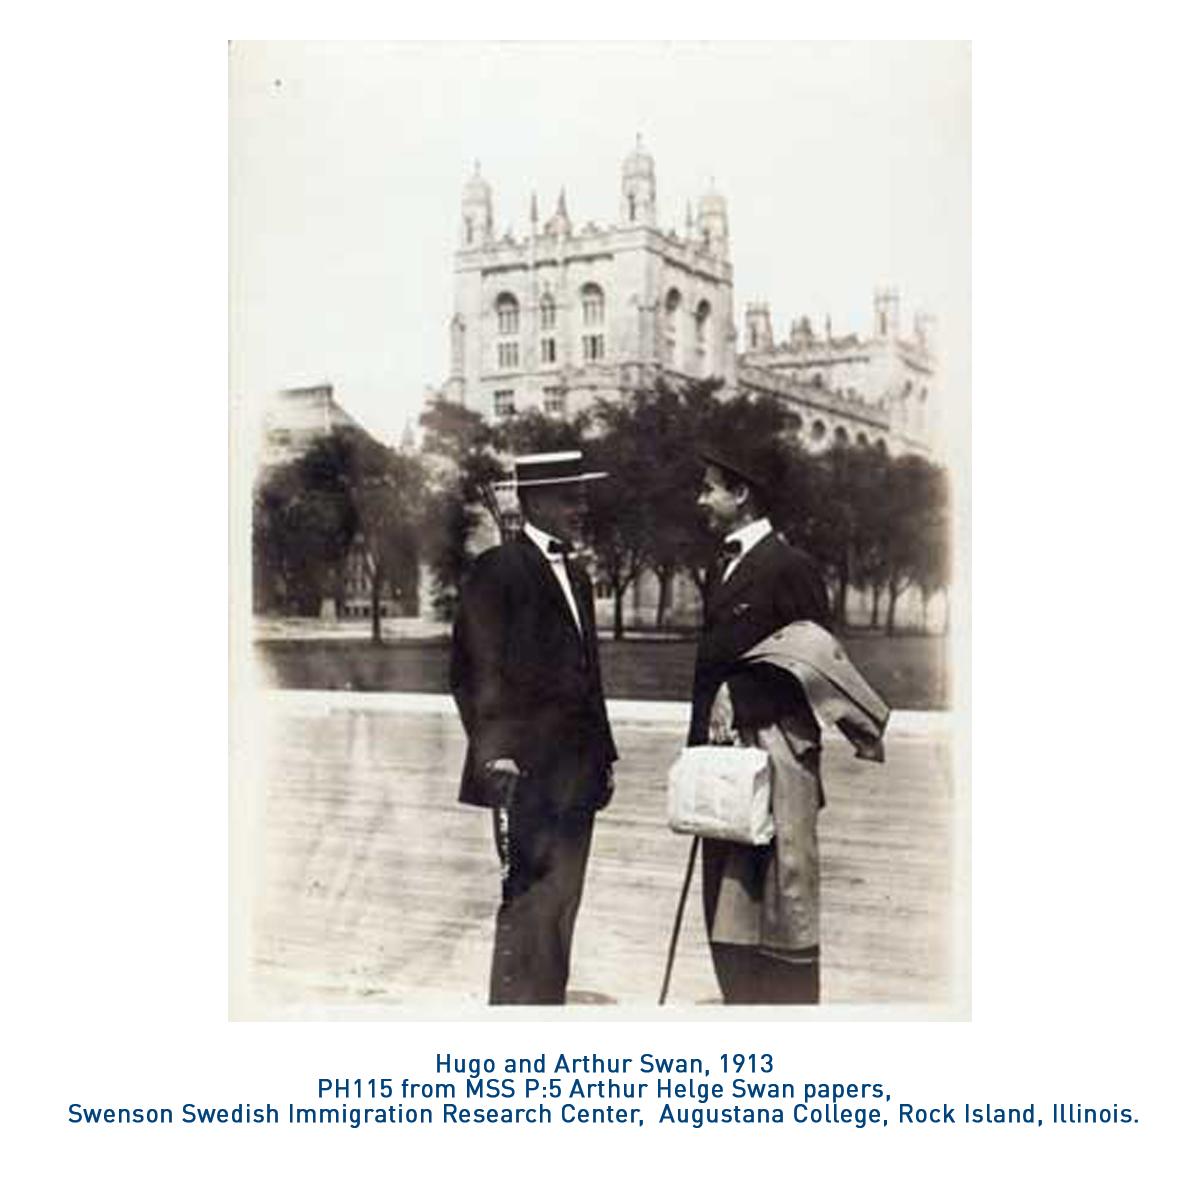 Hugo and Arthur Swan, 1913
PH115 from MSS P:5 Arthur Helge Swan papers,
Swenson Swedish Immigration Research Center, Augustana College, Rock Island, Illinois.